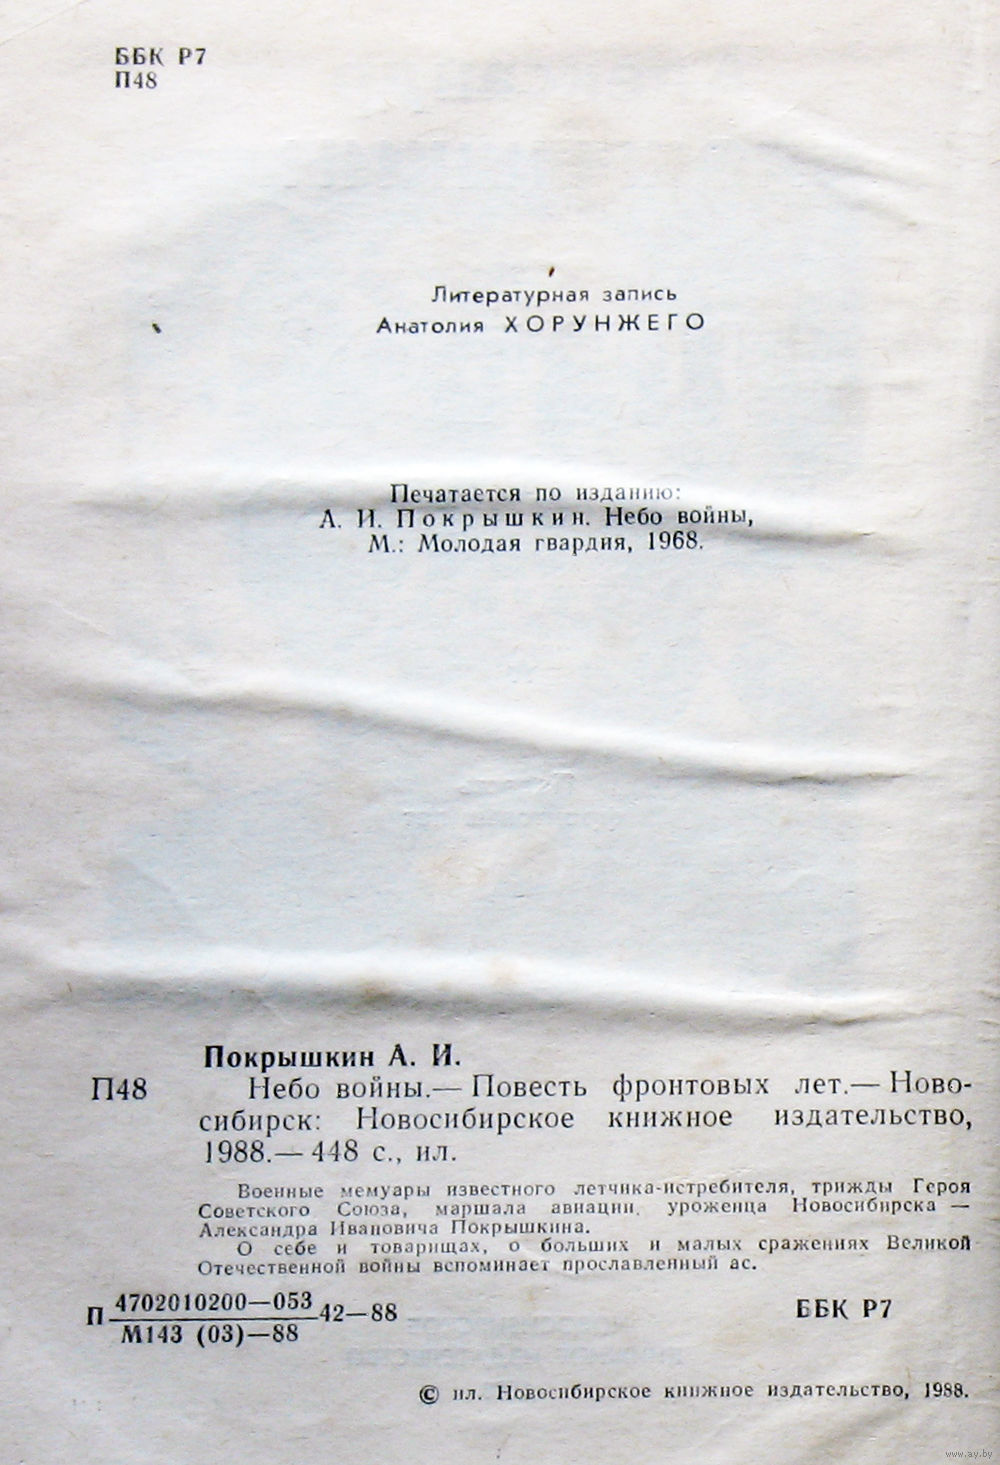 ББК Р7
П48
Литературная запись
Анатолия ХОРУНЖЕГО
Печатается по изданию:
А. И. Покрышкин. Небо войны,
М.: Молодая гвардия, 1968.
Покрышкин А. И.
П48 Небо войны.— Повесть фронтовых лет.— Ново-
сибирск: Новосибирское книжное издательство,
1988.— 448 с., ил.
Военные мемуары известного летчика-истребителя, трижды Героя
Советского Союза, маршала авиации, уроженца Новосибирска —
Александра Ивановича Покрышкина.
О себе и товарищах, о больших и малых сражениях Великой
Отечественной войны вспоминает прославленный ас.
П 4702010200—053 42—88
М143 (03)—88
ББК Р7
© ил. Новосибирское книжное издательство, 1988.
www.ay.by